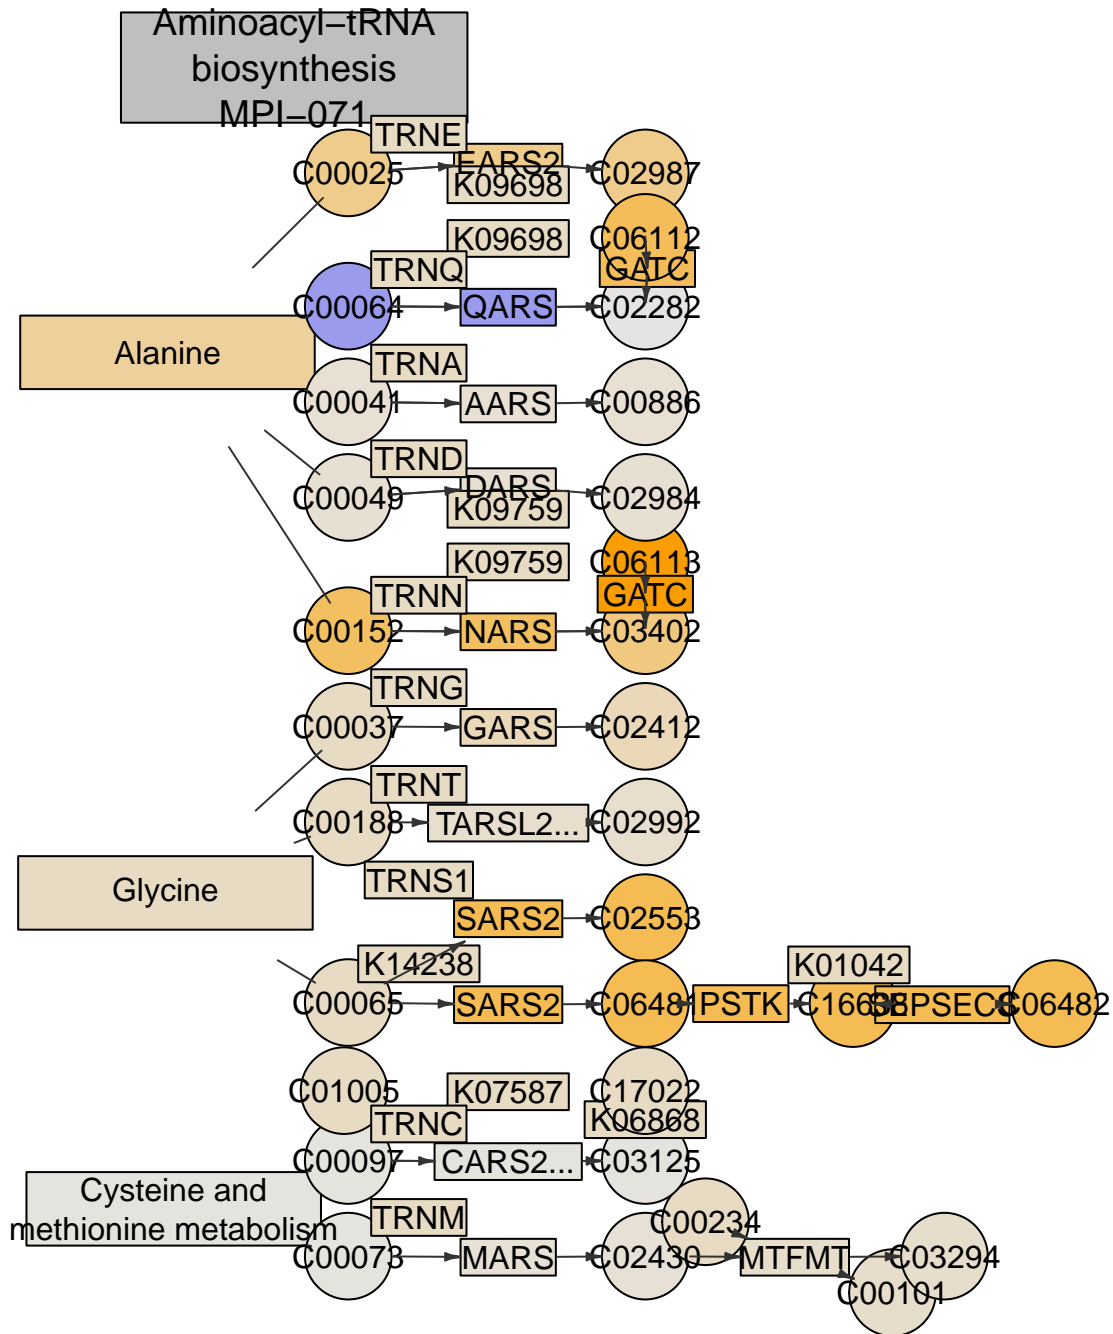 Aminoacyl−tRNA
biosynthesis
MPI−071
TRNE
C00025
EARS2
K09698
C02987
K09698
C06112
TRNQ
GATC
C00064
QARS
C02282
Alanine
TRNA
C00041
AARS
C00886
TRND
C00049
DARS
K09759
C02984
K09759
C06113
TRNN
GATC
C00152
NARS
C03402
TRNG
C00037
GARS
C02412
TRNT
C00188
TARSL2...
C02992
Glycine
TRNS1
SARS2
C02553
K14238
K01042
C00065
SARS2
C06481
PSTK
SEPSECS
C06482
C01005
K07587
C17022
TRNC
K06868
C00097
CARS2...
C03125
Cysteine and
methionine metabolism
TRNM
C00234
C00073
MARS
C02430
MTFMT
C03294
C00101